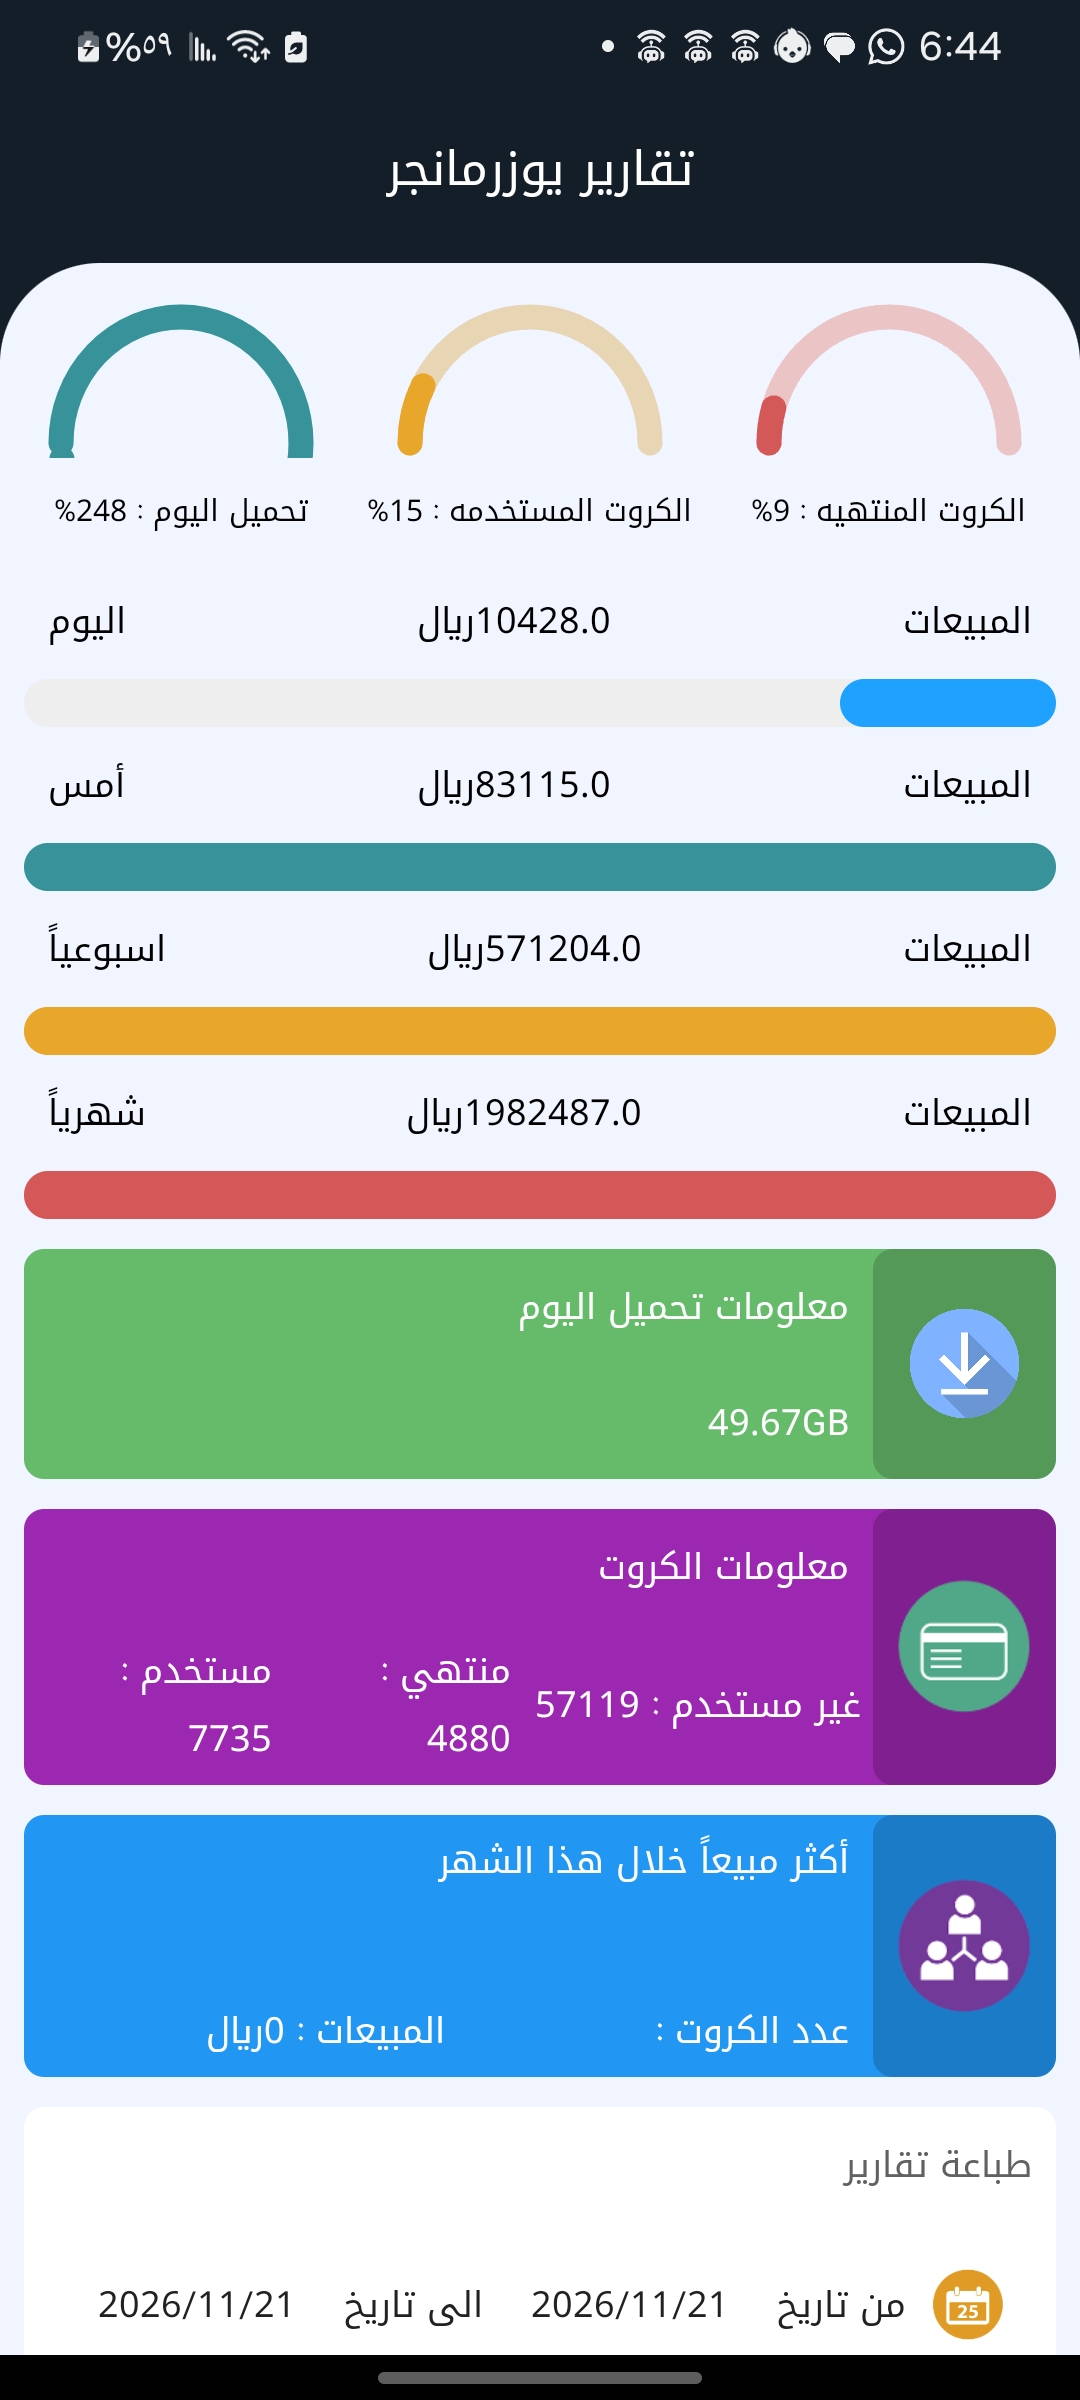 %٥٩ 6:44
تقارير يوزرمانجر
الكروت المنتهيه : 9% الكروت المستخدمه : 15% تحميل اليوم : 248%
المبيعات 10428.0ريال اليوم
المبيعات 83115.0ريال أمس
المبيعات 571204.0ريال اسبوعياً
المبيعات 1982487.0ريال شهرياً
معلومات تحميل اليوم
49.67GB
معلومات الكروت
غير مستخدم : 57119 منتهي : 4880 مستخدم : 7735
أكثر مبيعاً خلال هذا الشهر
عدد الكروت : المبيعات : 0ريال
طباعة تقارير
25 من تاريخ 2026/11/21 الى تاريخ 2026/11/21